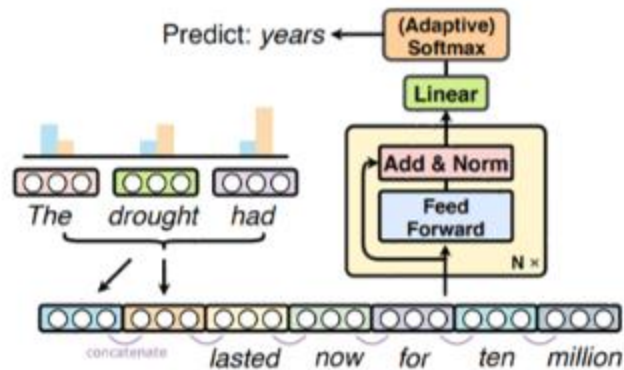 Predict: years
(Adaptive)
Softmax
Linear
Add & Norm
Feed
Forward
N ×
The drought had
concatenate
lasted now for ten million